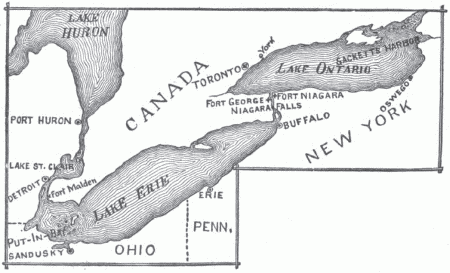 LAKE
HURON
CANADA
York
TORONTO
LAKE ONTARIO
SACKETTS HARBOR
OSWEGO
FORT GEORGE
FORT NIAGARA
NIAGARA FALLS
BUFFALO
NEW YORK
PORT HURON
LAKE ST. CLAIR
DETROIT
Fort Malden
LAKE ERIE
ERIE
PUT-IN-BAY
SANDUSKY
OHIO
PENN.